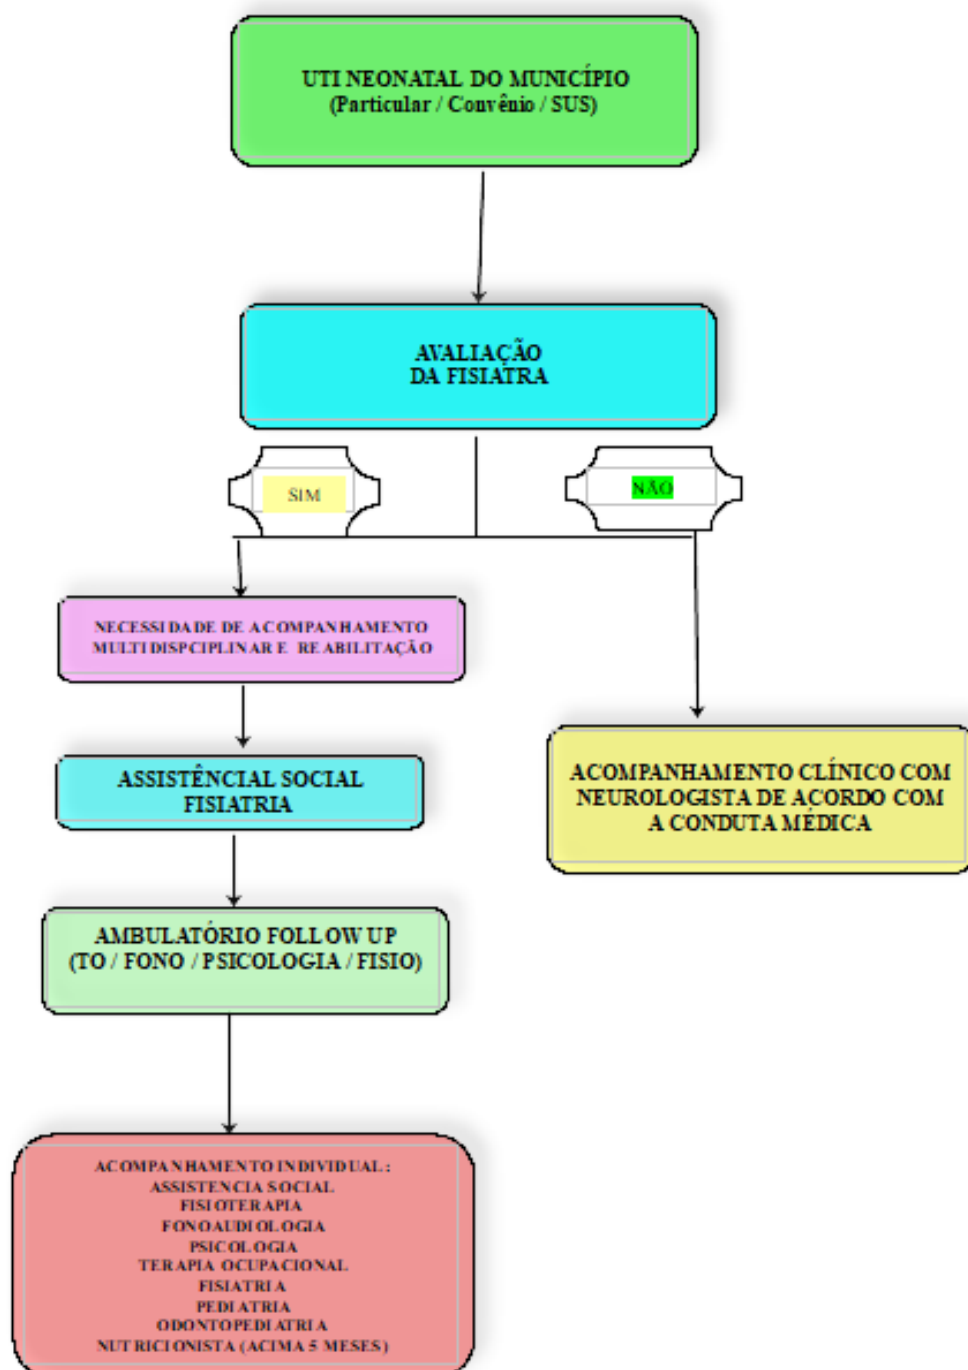 UTI NEONATAL DO MUNICÍPIO
(Particular / Convênio / SUS)
AVALIAÇÃO
DA FISIATRA
SIM
NÃO
NECESSIDADE DE ACOMPANHAMENTO
MULTIDISPCIPLINAR E REABILITAÇÃO
ASSISTÊNCIAL SOCIAL
FISIATRIA
ACOMPANHAMENTO CLÍNICO COM
NEUROLOGISTA DE ACORDO COM
A CONDUTA MÉDICA
AMBULATÓRIO FOLLOW UP
(TO / FONO / PSICOLOGIA / FISIO)
ACOMPANHAMENTO INDIVIDUAL:
ASSISTENCIA SOCIAL
FISIOTERAPIA
FONOAUDIOLOGIA
PSICOLOGIA
TERAPIA OCUPACIONAL
FISIATRIA
PEDIATRIA
ODONTOPEDIATRIA
NUTRICIONISTA (ACIMA 5 MESES)